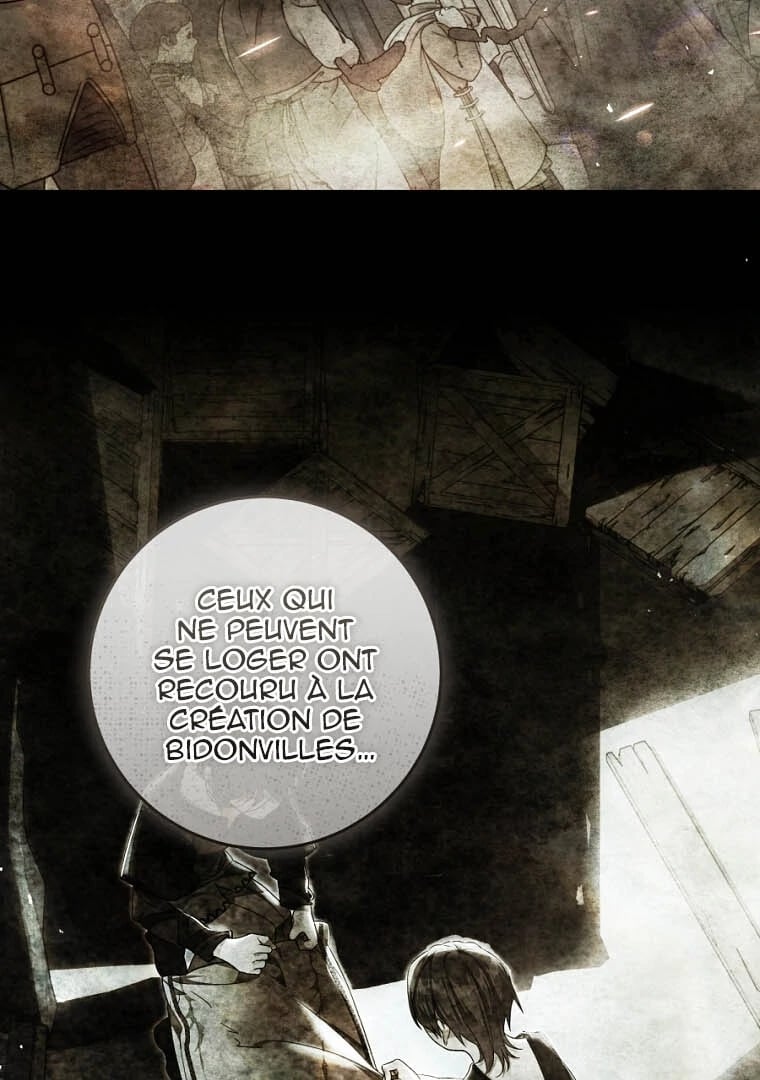 CEUX QUI
NE PEUVENT
SE LOGER ONT
RECOURU À LA
CRÉATION DE
BIDONVILLES...